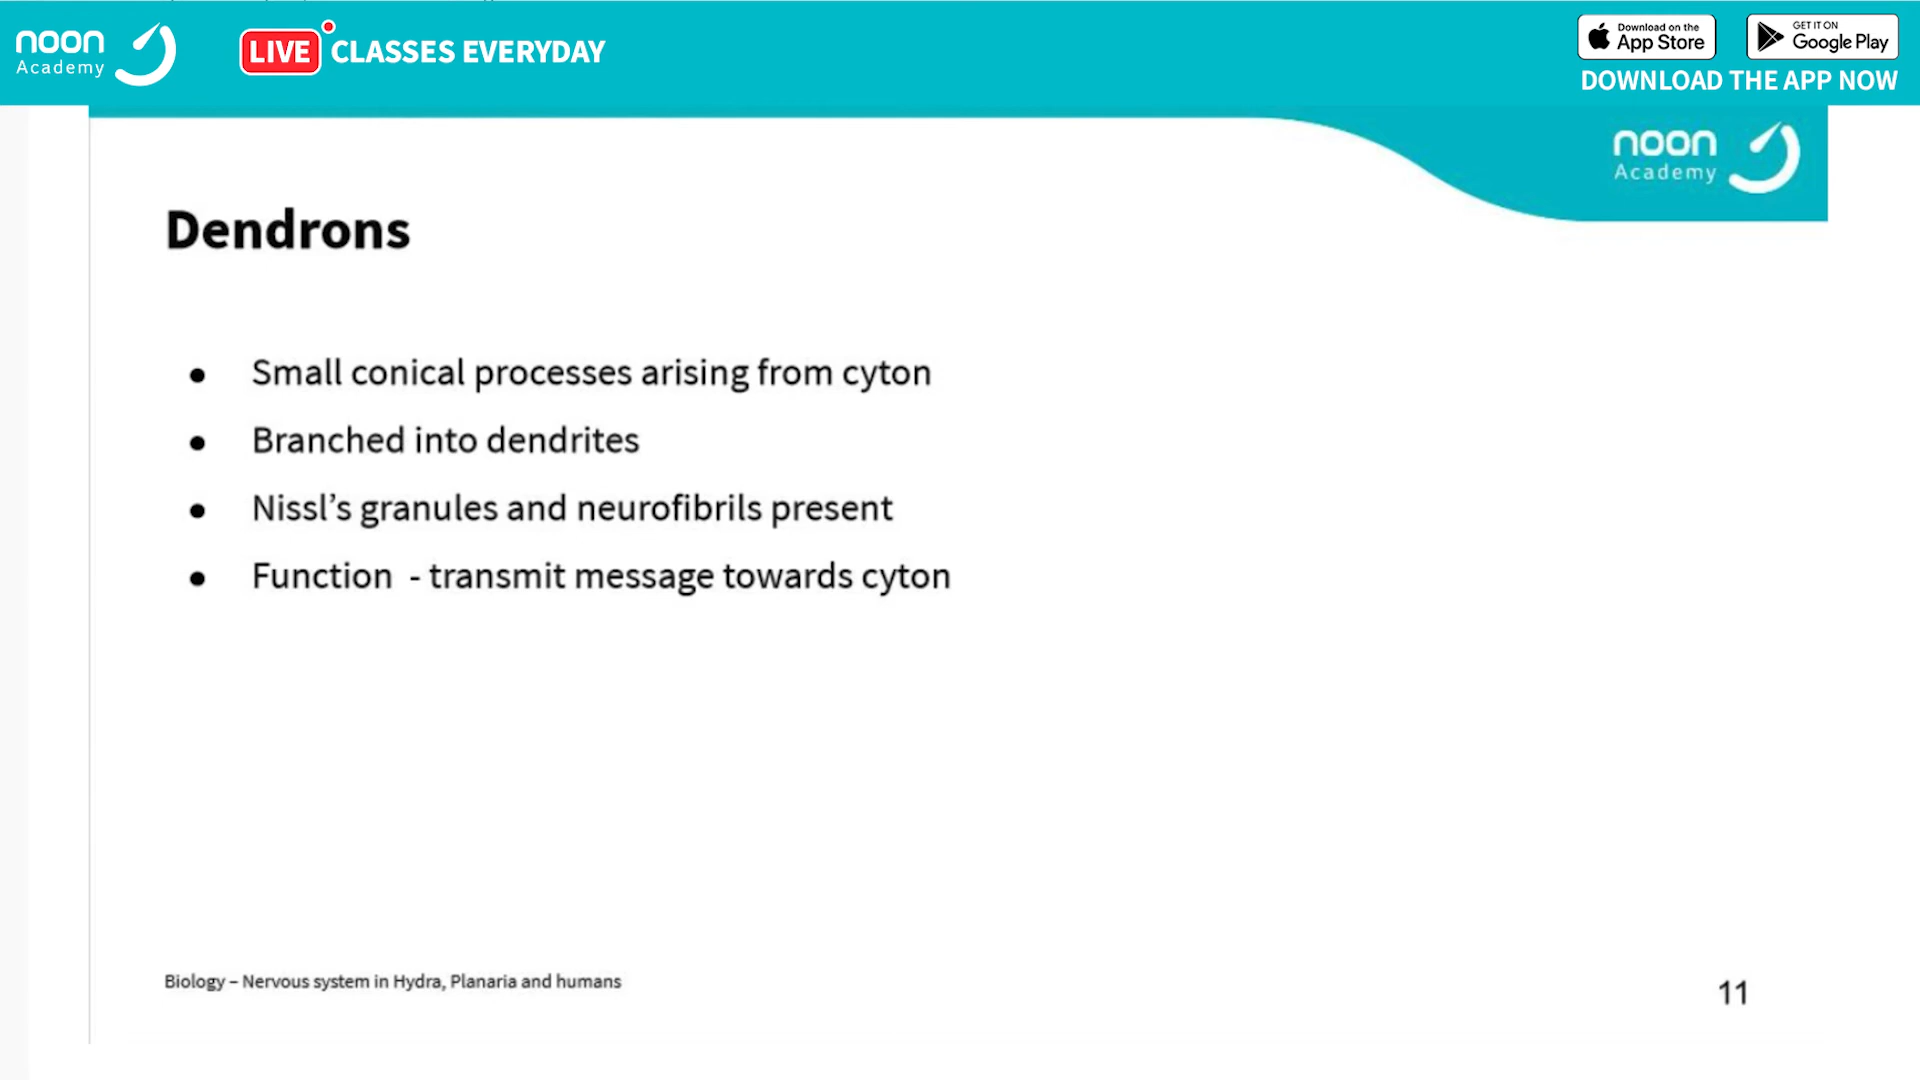 noon
Academy
LIVE CLASSES EVERYDAY
Download on the
App Store
GET IT ON
Google Play
DOWNLOAD THE APP NOW
noon
Academy
Dendrons
● Small conical processes arising from cyton
● Branched into dendrites
● Nissl’s granules and neurofibrils present
● Function - transmit message towards cyton
Biology – Nervous system in Hydra, Planaria and humans
11